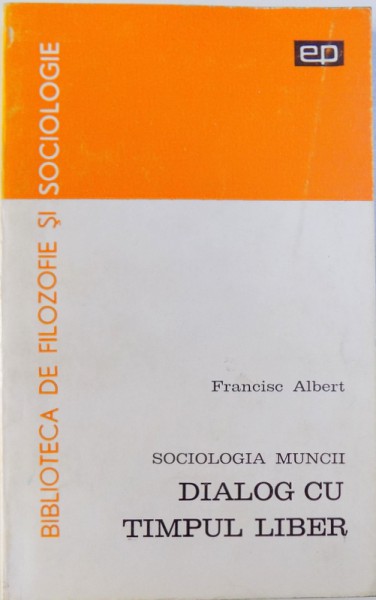 ep
BIBLIOTECA DE FILOZOFIE ȘI SOCIOLOGIE
Francisc Albert
SOCIOLOGIA MUNCII
DIALOG CU
TIMPUL LIBER